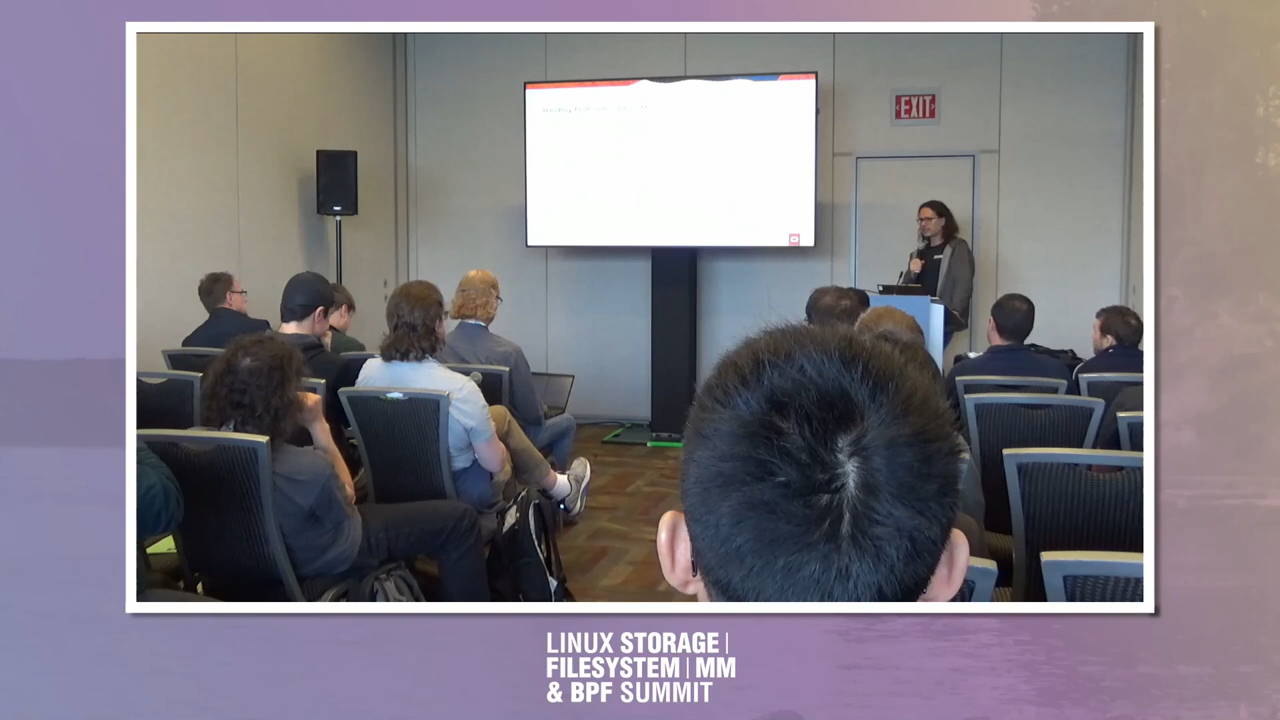 EXIT
LINUX STORAGE |
FILESYSTEM | MM
& BPF SUMMIT